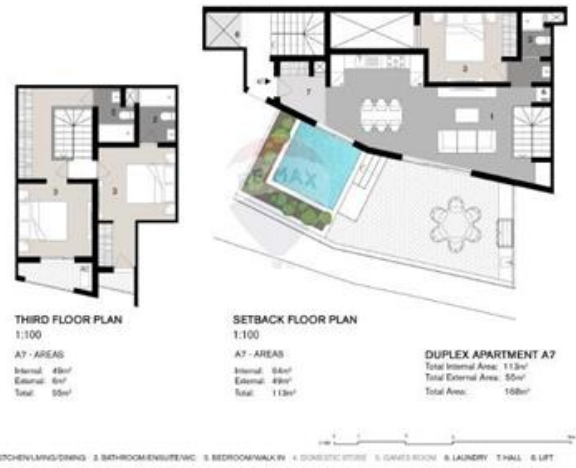 THIRD FLOOR PLAN
1:100
A7 - AREAS
Internal: 49m²
External: 6m²
Total: 55m²
SETBACK FLOOR PLAN
1:100
A7 - AREAS
Internal: 64m²
External: 49m²
Total: 113m²
DUPLEX APARTMENT A7
Total Internal Area: 113m²
Total External Area: 55m²
Total Area: 168m²
KITCHEN/LIVING/DINING 2. BATHROOM/ENSUITE/WC 3. BEDROOM/WALK IN 4. DOMESTIC STORE 5. GAMES ROOM 6. LAUNDRY 7. HALL 8. LIFT